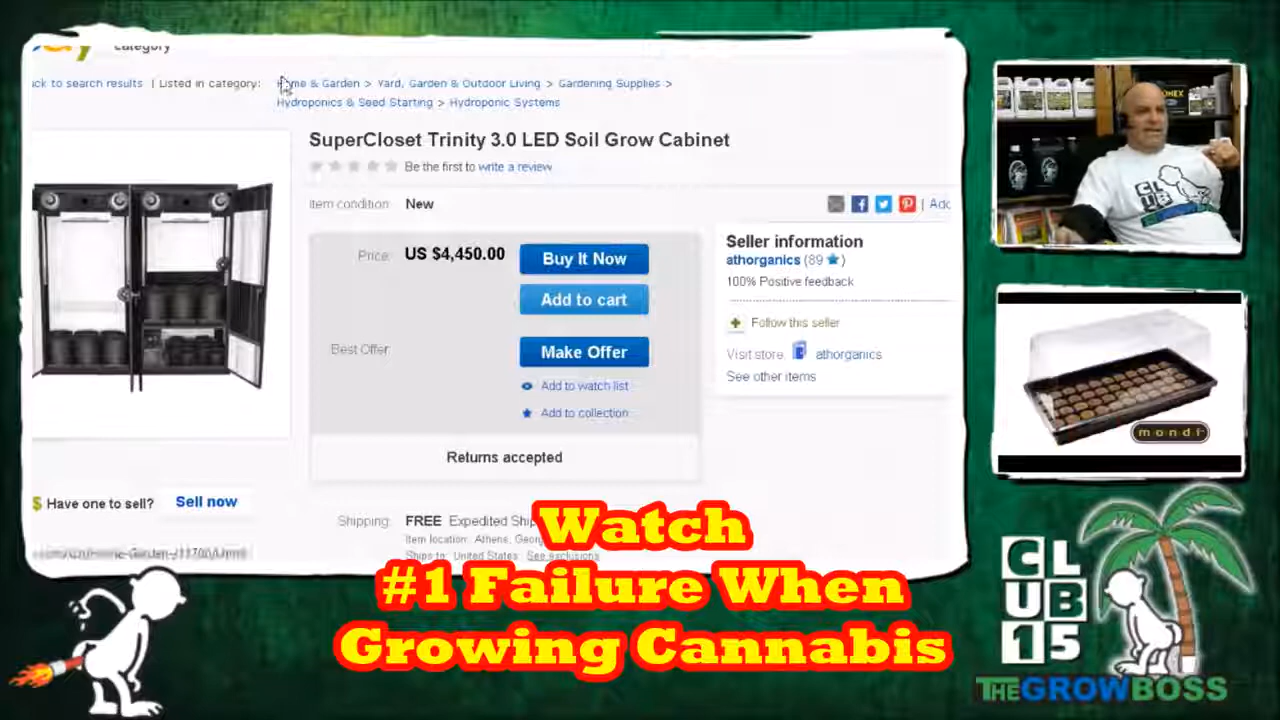 category
ck to search results | Listed in category: Home & Garden > Yard, Garden & Outdoor Living > Gardening Supplies >
Hydroponics & Seed Starting > Hydroponic Systems
SuperCloset Trinity 3.0 LED Soil Grow Cabinet
Be the first to write a review
Item condition: New
| Add
Price: US $4,450.00
Buy It Now
Add to cart
Best Offer:
Make Offer
Add to watch list
Add to collection
Returns accepted
Seller information
athorganics (89 )
100% Positive feedback
Follow this seller
Visit store: athorganics
See other items
$ Have one to sell? Sell now
Shipping: FREE Expedited Ship
Item location: Athens, Georg
Ships to: United States See exclusions
Watch
#1 Failure When
Growing Cannabis
CLUB
mondi
CL
UB
15
THEGROWBOSS